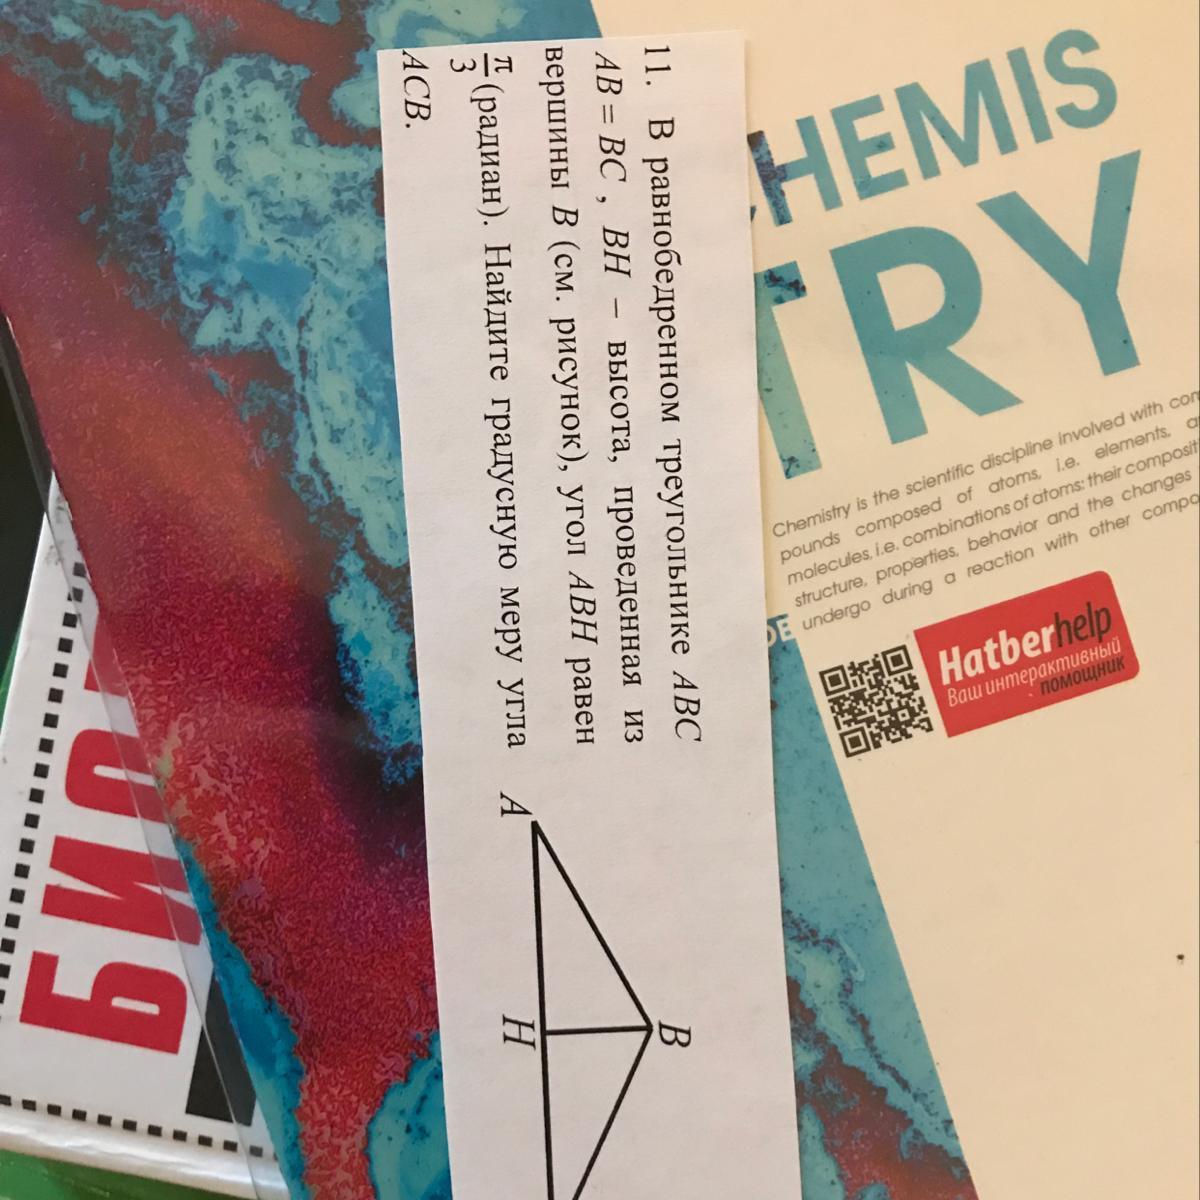 11. В равнобедренном треугольнике ABC
AB = BC , BH – высота, проведенная из
вершины B (см. рисунок), угол ABH равен
π/3 (радиан). Найдите градусную меру угла
ACB.
A
B
H
CHEMIS
TRY
Chemistry is the scientific discipline involved with com
pounds composed of atoms, i.e. elements, a
molecules, i.e. combinations of atoms: their composit
structure, properties, behavior and the changes
undergo during a reaction with other compo
Hatberhelp
Ваш интерактивный
помощник
БИО